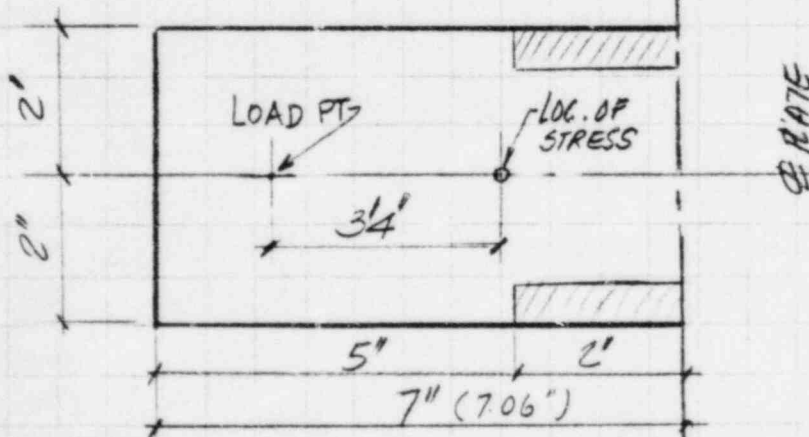 2"
LOAD PT
LOC. OF
STRESS
℄ PLATE
3'4"
2"
5"
2"
7" (7.06")